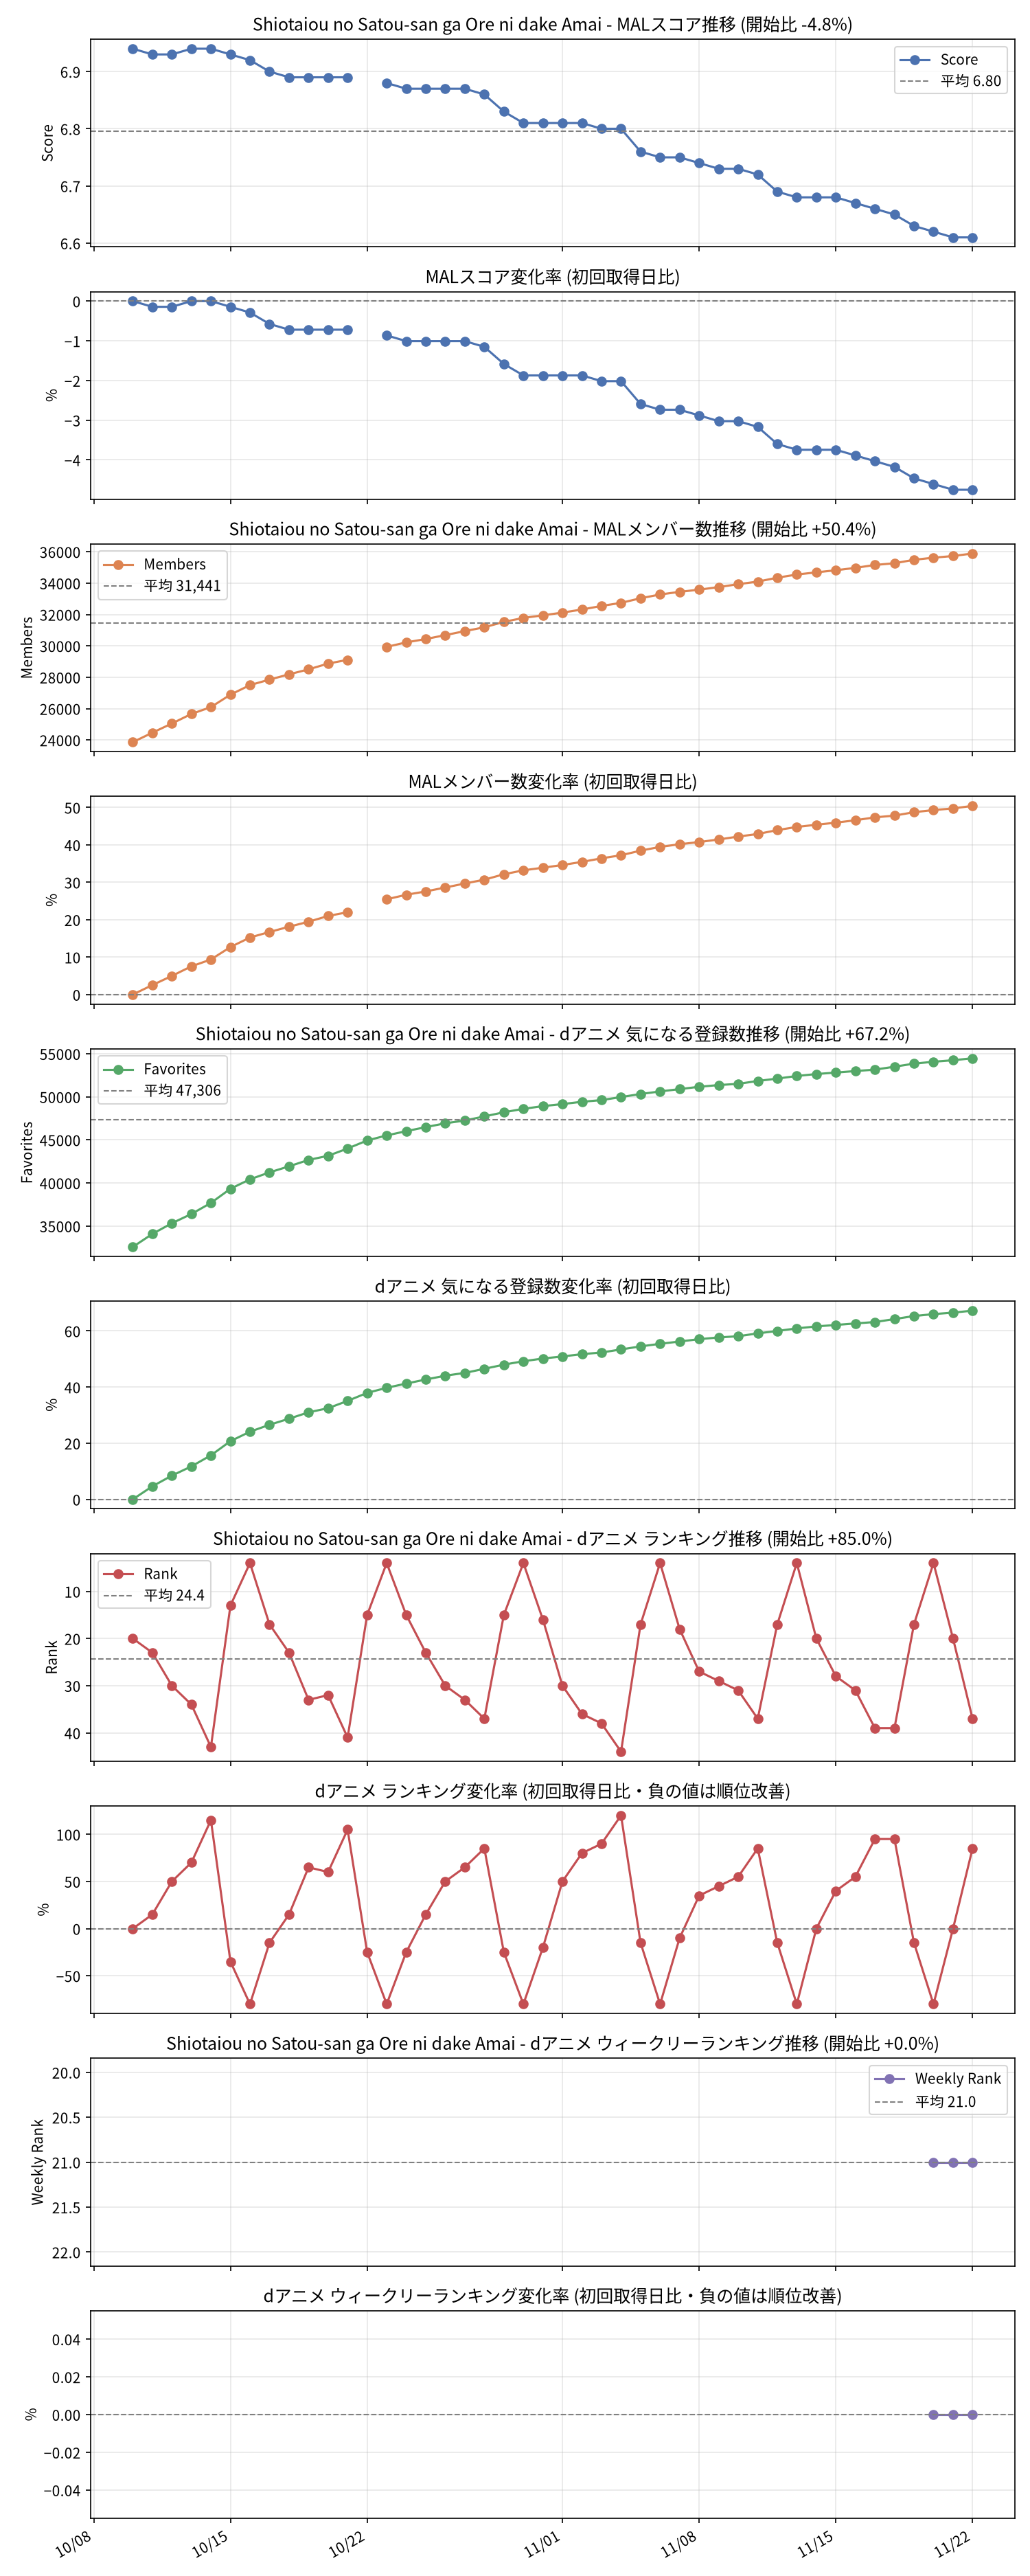 Shiotaiou no Satou-san ga Ore ni dake Amai - MALスコア推移 (開始比 -4.8%)
Score
平均 6.80
Score
6.9
6.8
6.7
6.6
MALスコア変化率 (初回取得日比)
%
0
−1
−2
−3
−4
Shiotaiou no Satou-san ga Ore ni dake Amai - MALメンバー数推移 (開始比 +50.4%)
Members
平均 31,441
Members
36000
34000
32000
30000
28000
26000
24000
MALメンバー数変化率 (初回取得日比)
%
50
40
30
20
10
0
Shiotaiou no Satou-san ga Ore ni dake Amai - dアニメ 気になる登録数推移 (開始比 +67.2%)
Favorites
平均 47,306
Favorites
55000
50000
45000
40000
35000
dアニメ 気になる登録数変化率 (初回取得日比)
%
60
40
20
0
Shiotaiou no Satou-san ga Ore ni dake Amai - dアニメ ランキング推移 (開始比 +85.0%)
Rank
平均 24.4
Rank
10
20
30
40
dアニメ ランキング変化率 (初回取得日比・負の値は順位改善)
%
100
50
0
−50
Shiotaiou no Satou-san ga Ore ni dake Amai - dアニメ ウィークリーランキング推移 (開始比 +0.0%)
Weekly Rank
平均 21.0
Weekly Rank
20.0
20.5
21.0
21.5
22.0
dアニメ ウィークリーランキング変化率 (初回取得日比・負の値は順位改善)
%
0.04
0.02
0.00
−0.02
−0.04
10/08
10/15
10/22
11/01
11/08
11/15
11/22